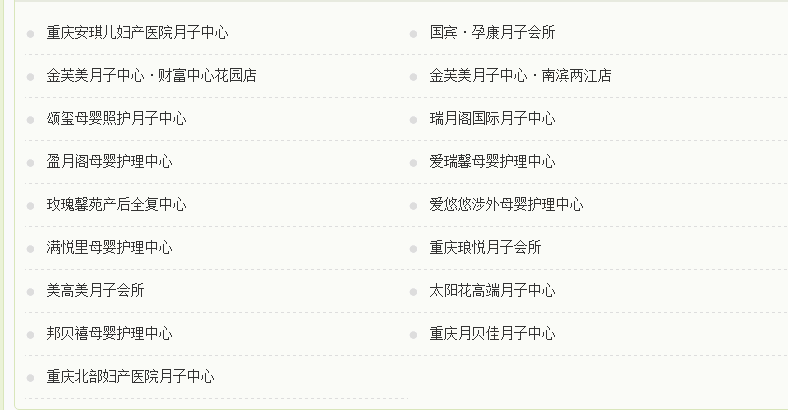 重庆安琪儿妇产医院月子中心
国宾·孕康月子会所
金芙美月子中心·财富中心花园店
金芙美月子中心·南滨两江店
颂玺母婴照护月子中心
瑞月阁国际月子中心
盈月阁母婴护理中心
爱瑞馨母婴护理中心
玫瑰馨苑产后全复中心
爱悠悠涉外母婴护理中心
满悦里母婴护理中心
重庆琅悦月子会所
美高美月子会所
太阳花高端月子中心
邦贝禧母婴护理中心
重庆月贝佳月子中心
重庆北部妇产医院月子中心